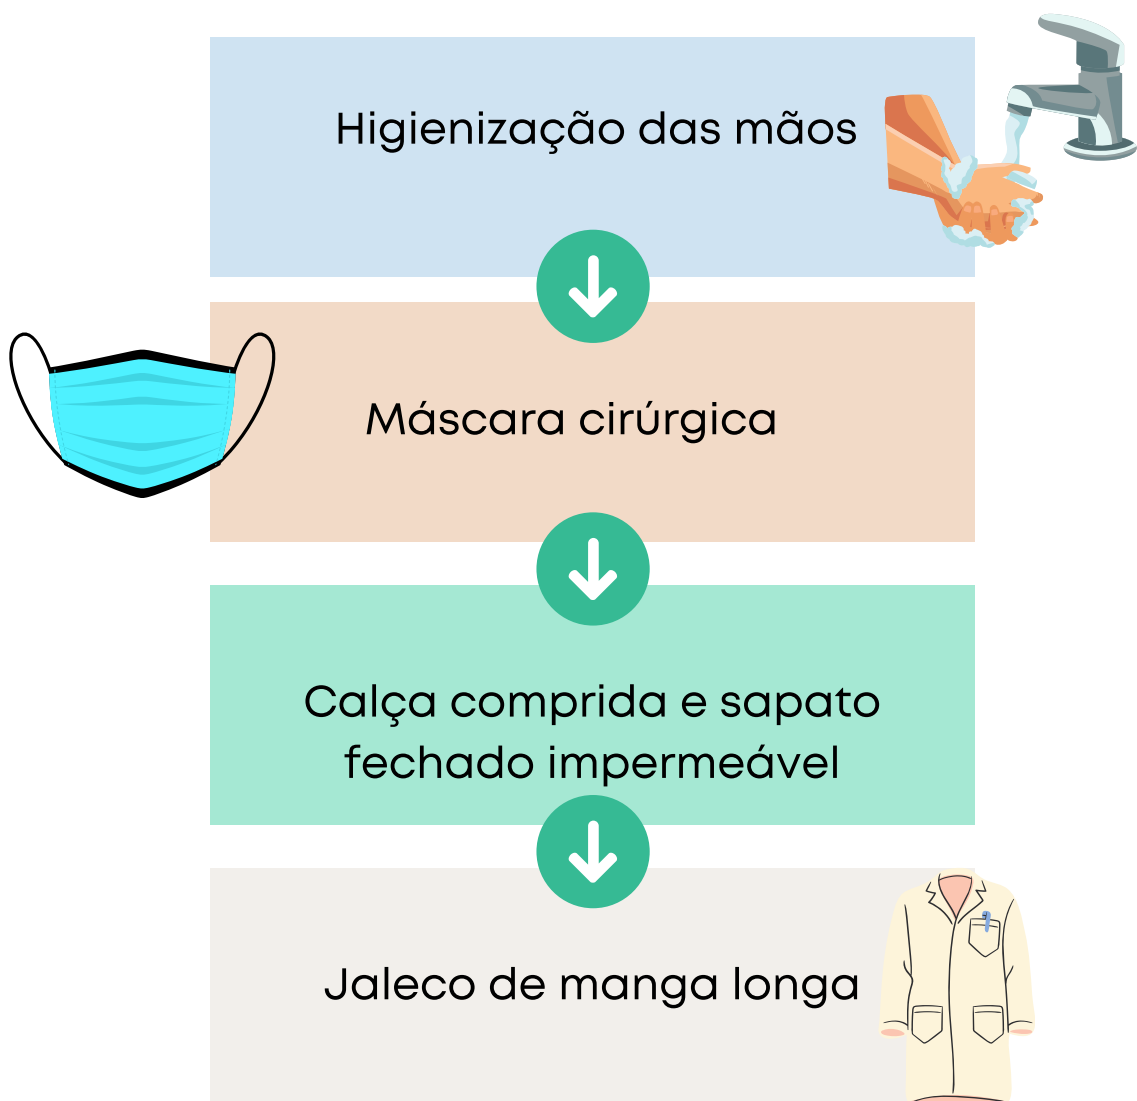 Higienização das mãos
Máscara cirúrgica
Calça comprida e sapato
fechado impermeável
Jaleco de manga longa